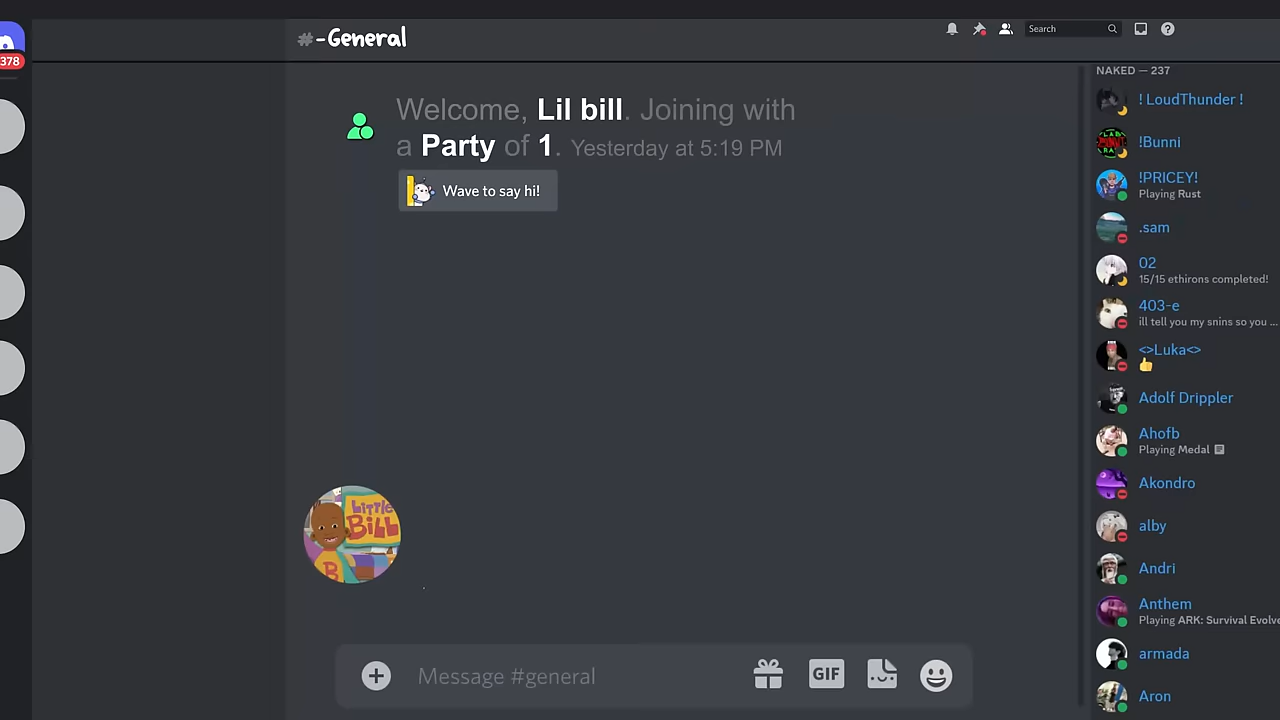 378
#-General
Search
Welcome, Lil bill. Joining with
a Party of 1. Yesterday at 5:19 PM
Wave to say hi!
LiTTLe
BiLL
B
Message #general
GIF
NAKED — 237
! LoudThunder !
!Bunni
!PRICEY!
Playing Rust
.sam
02
15/15 ethirons completed!
403-e
ill tell you my snins so you ...
<>Luka<>
Adolf Drippler
Ahofb
Playing Medal
Akondro
alby
Andri
Anthem
Playing ARK: Survival Evolve
armada
Aron